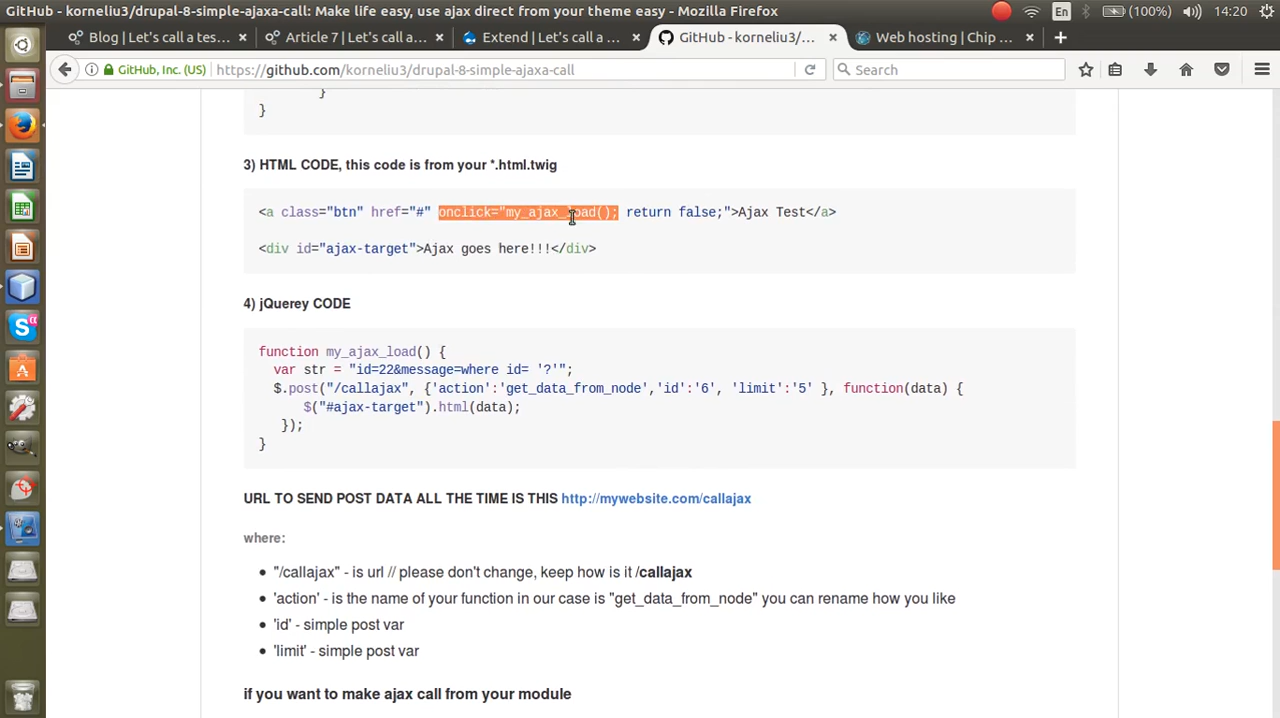 GitHub - korneliu3/drupal-8-simple-ajaxa-call: Make life easy, use ajax direct from your theme easy - Mozilla Firefox
En (100%) 14:20
Blog | Let's call a tes... × Article 7 | Let's call a... × Extend | Let's call a ... × GitHub - korneliu3/... × Web hosting | Chip ... ×
GitHub, Inc. (US) https://github.com/korneliu3/drupal-8-simple-ajaxa-call Search
}
}
3) HTML CODE, this code is from your *.html.twig
<a class="btn" href="#" onclick="my_ajax_load(); return false;">Ajax Test</a>
<div id="ajax-target">Ajax goes here!!!</div>
4) jQuerey CODE
function my_ajax_load() {
var str = "id=22&message=where id= '?'";
$.post("/callajax", {'action':'get_data_from_node','id':'6', 'limit':'5' }, function(data) {
$("#ajax-target").html(data);
});
}
URL TO SEND POST DATA ALL THE TIME IS THIS http://mywebsite.com/callajax
where:
• "/callajax" - is url // please don't change, keep how is it /callajax
• 'action' - is the name of your function in our case is "get_data_from_node" you can rename how you like
• 'id' - simple post var
• 'limit' - simple post var
if you want to make ajax call from your module